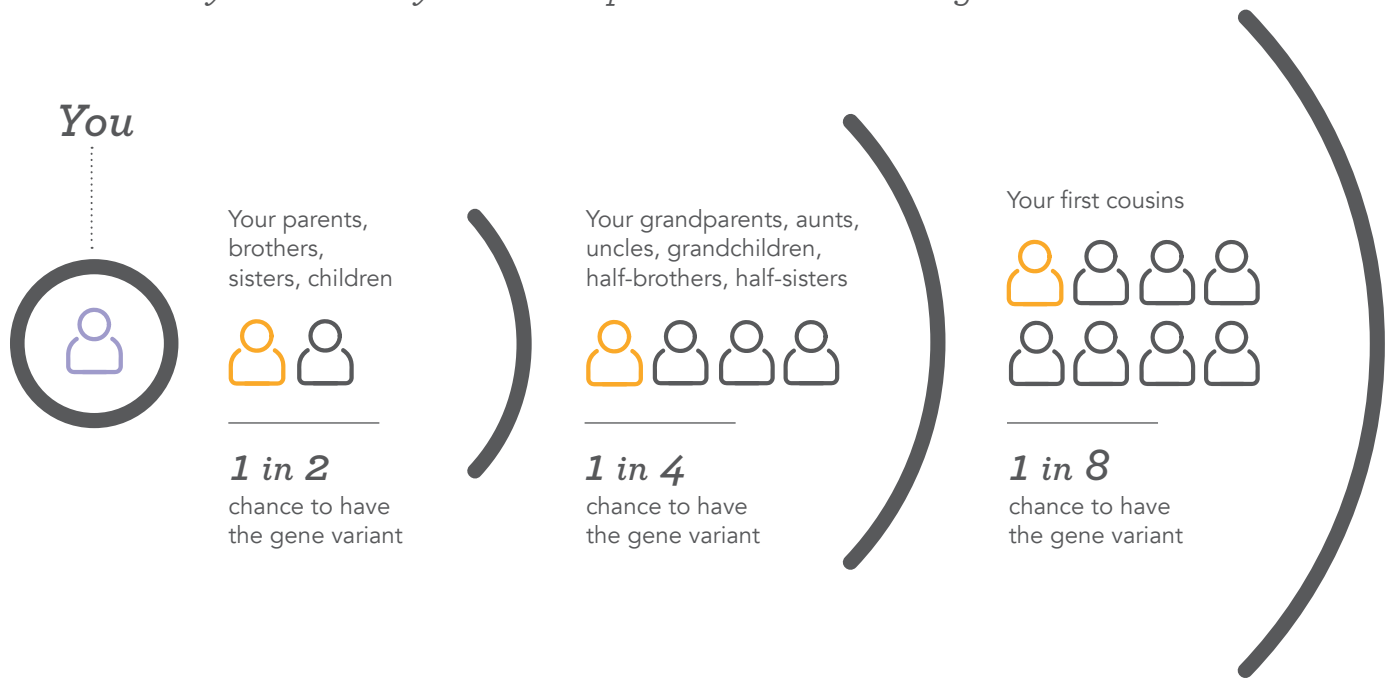 You
Your parents,
brothers,
sisters, children
1 in 2
chance to have
the gene variant
Your grandparents, aunts,
uncles, grandchildren,
half-brothers, half-sisters
1 in 4
chance to have
the gene variant
Your first cousins
1 in 8
chance to have
the gene variant